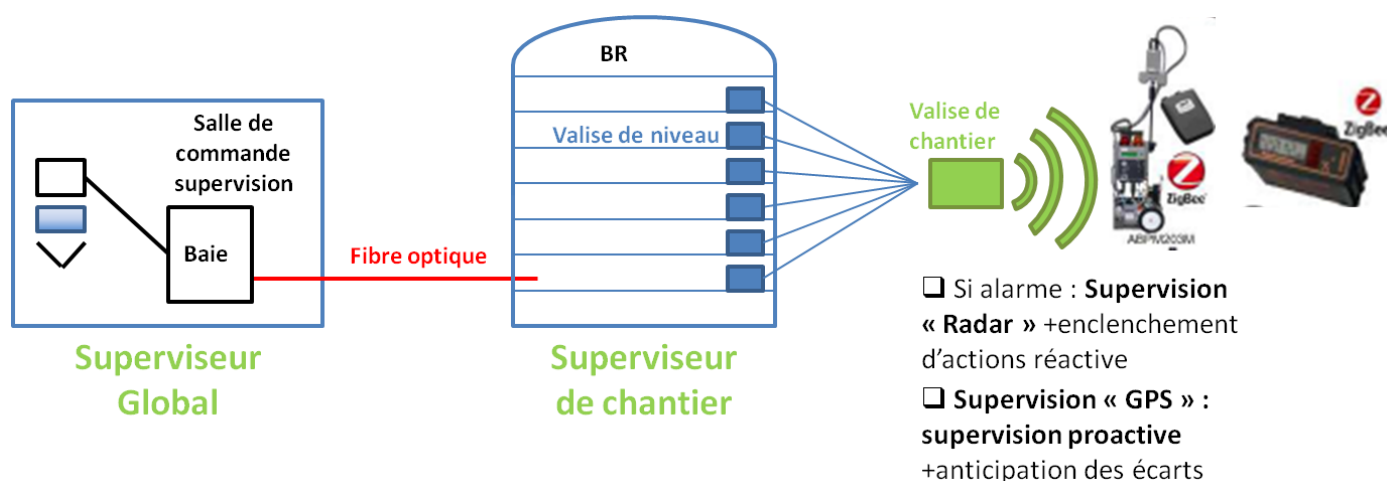 Salle de
commande
supervision
Baie
Superviseur
Global
Fibre optique
BR
Valise de niveau
Superviseur
de chantier
Valise de
chantier
ZigBee
ABPM203M
ZigBee
❑ Si alarme : Supervision
« Radar » +enclenchement
d’actions réactive
❑ Supervision « GPS » :
supervision proactive
+anticipation des écarts